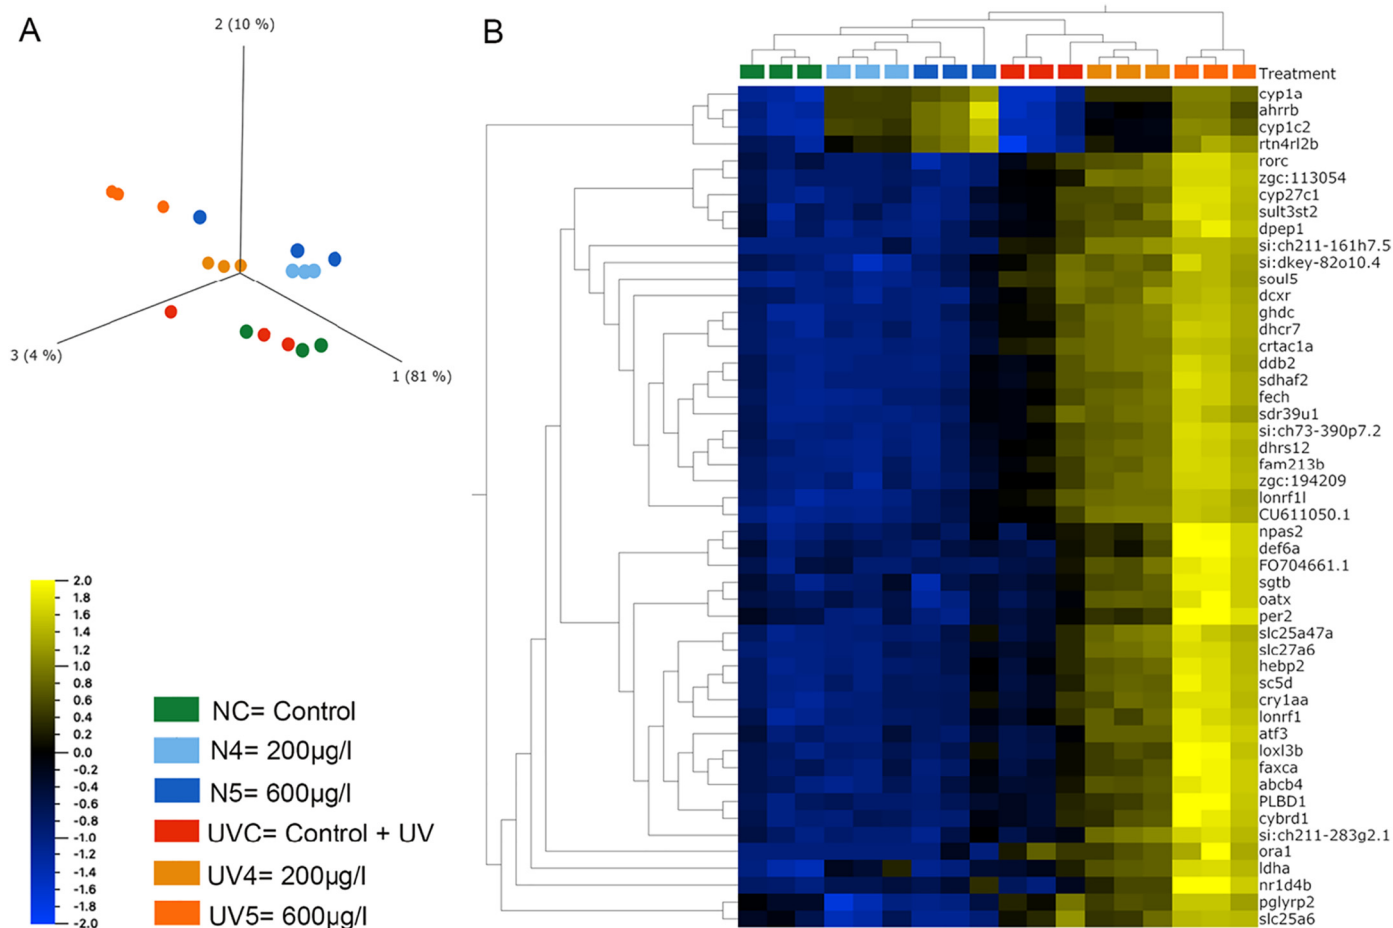 A
2 (10 %)
3 (4 %)
1 (81 %)
2.0
1.8
1.6
1.4
1.2
1.0
0.8
0.6
0.4
0.2
0.0
-0.2
-0.4
-0.6
-0.8
-1.0
-1.2
-1.4
-1.6
-1.8
-2.0
NC= Control
N4= 200µg/l
N5= 600µg/l
UVC= Control + UV
UV4= 200µg/l
UV5= 600µg/l
B
Treatment
cyp1a
ahrrb
cyp1c2
rtn4rl2b
rorc
zgc:113054
cyp27c1
sult3st2
dpep1
si:ch211-161h7.5
si:dkey-82o10.4
soul5
dcxr
ghdc
dhcr7
crtac1a
ddb2
sdhaf2
fech
sdr39u1
si:ch73-390p7.2
dhrs12
fam213b
zgc:194209
lonrf1l
CU611050.1
npas2
def6a
FO704661.1
sgtb
oatx
per2
slc25a47a
slc27a6
hebp2
sc5d
cry1aa
lonrf1
atf3
loxl3b
faxca
abcb4
PLBD1
cybrd1
si:ch211-283g2.1
ora1
ldha
nr1d4b
pglyrp2
slc25a6